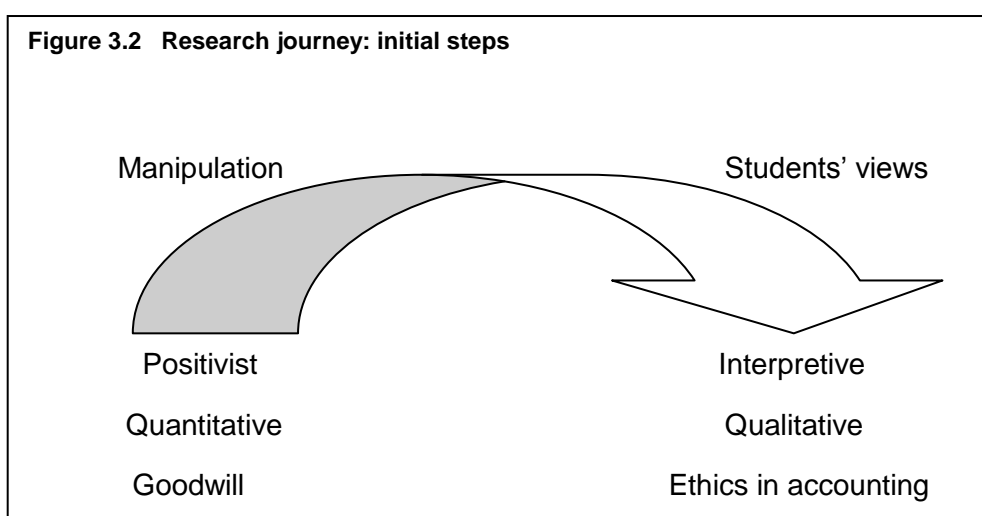 Figure 3.2 Research journey: initial steps
Manipulation Students’ views
Positivist Interpretive
Quantitative Qualitative
Goodwill Ethics in accounting